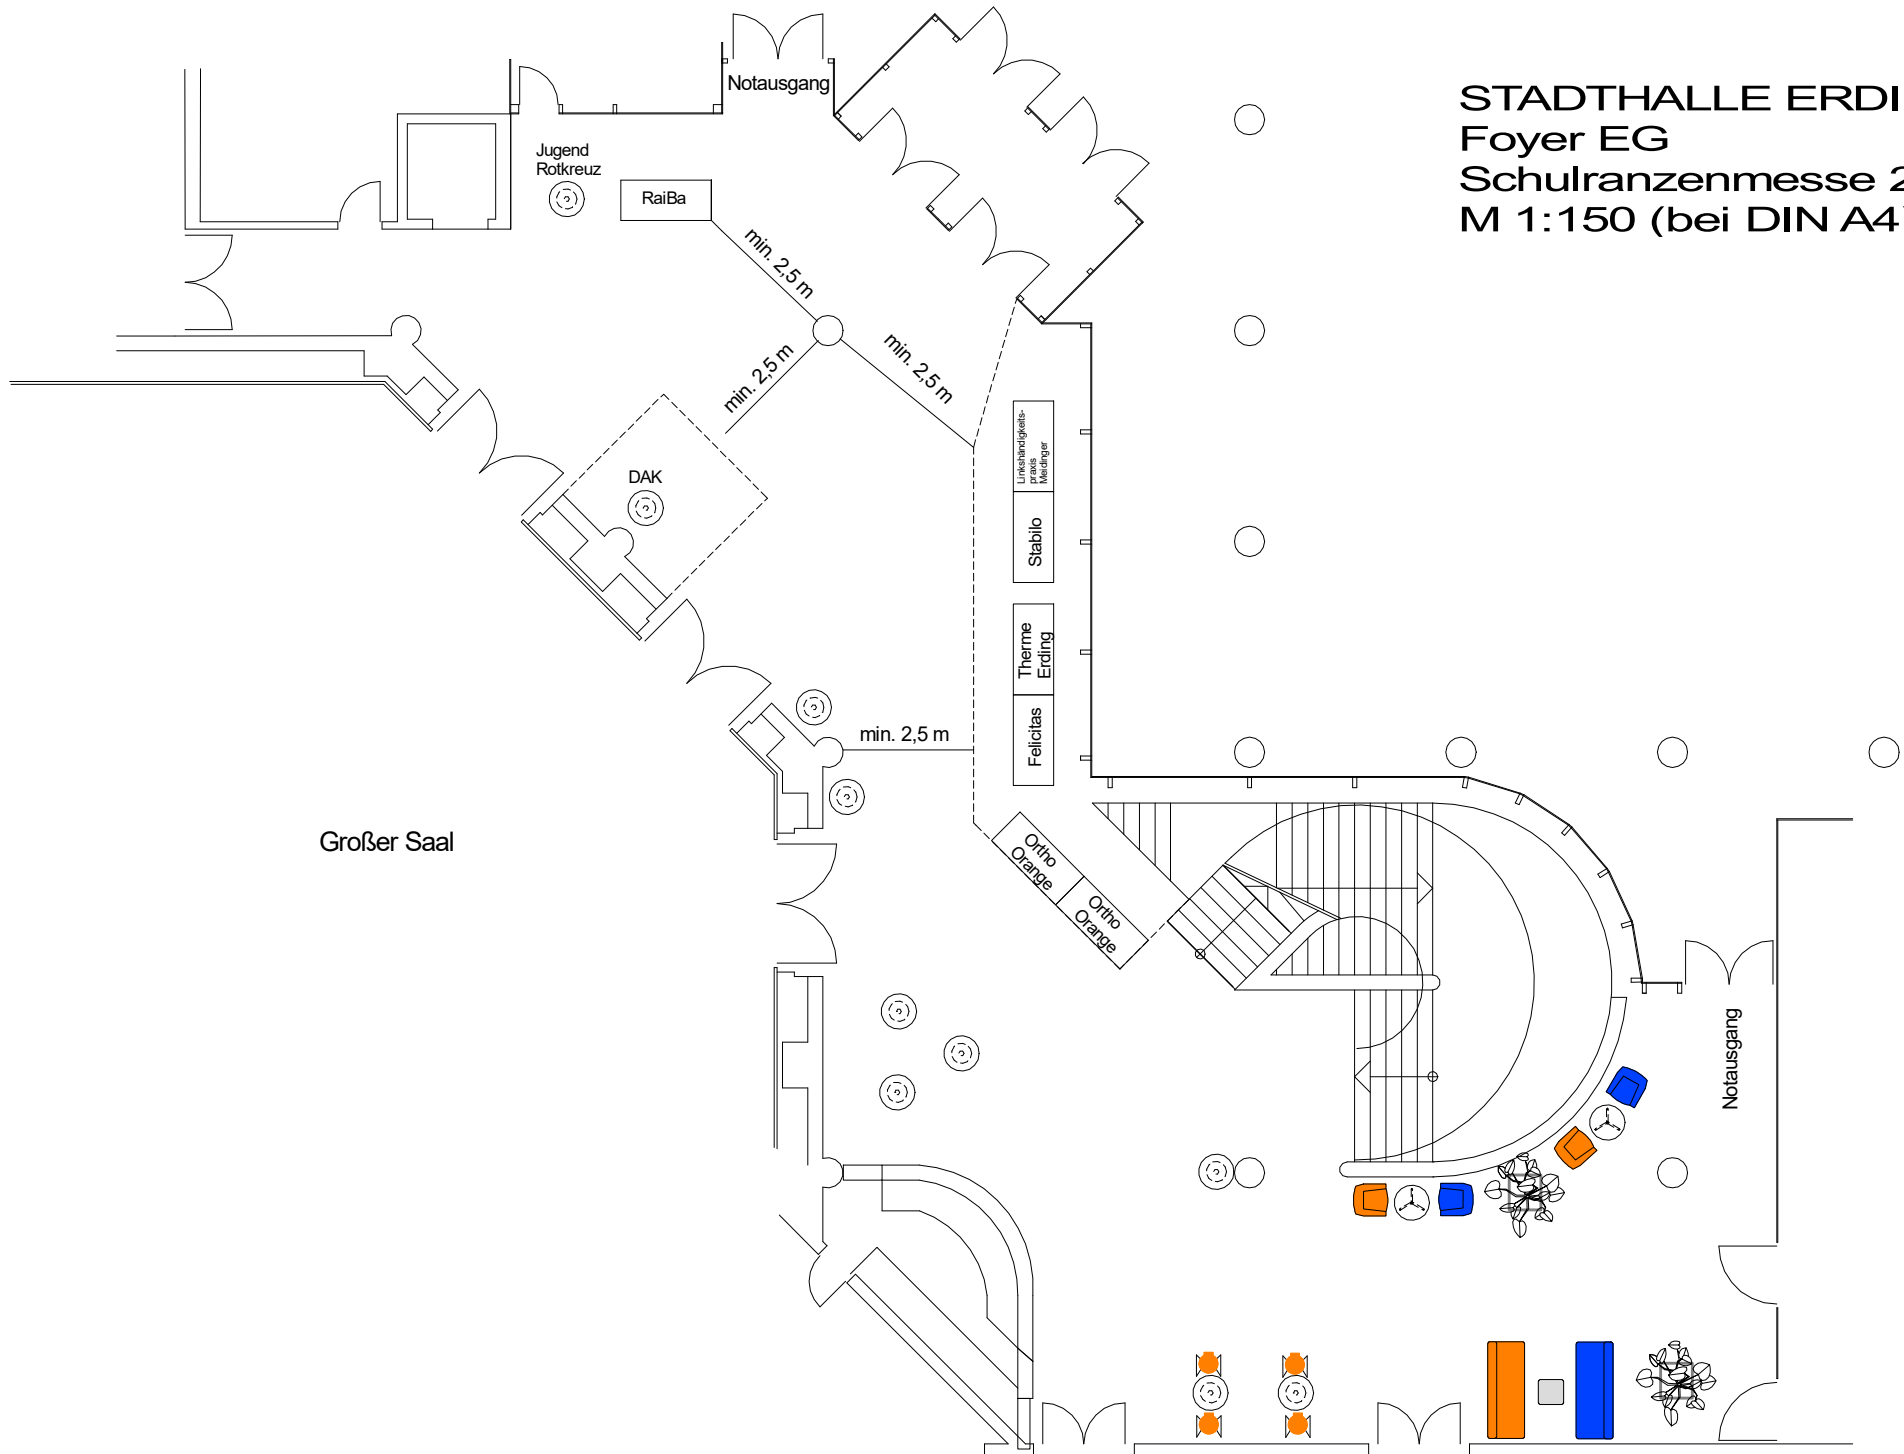 STADTHALLE ERDI
Foyer EG
Schulranzenmesse 2
M 1:150 (bei DIN A4
Notausgang
Jugend
Rotkreuz
RaiBa
min. 2,5 m
min. 2,5 m
min. 2,5 m
DAK
Linkshändigkeits-
praxis
Meidinger
Stabilo
Therme
Erding
Felicitas
min. 2,5 m
Großer Saal
Ortho
Orange
Ortho
Orange
Notausgang